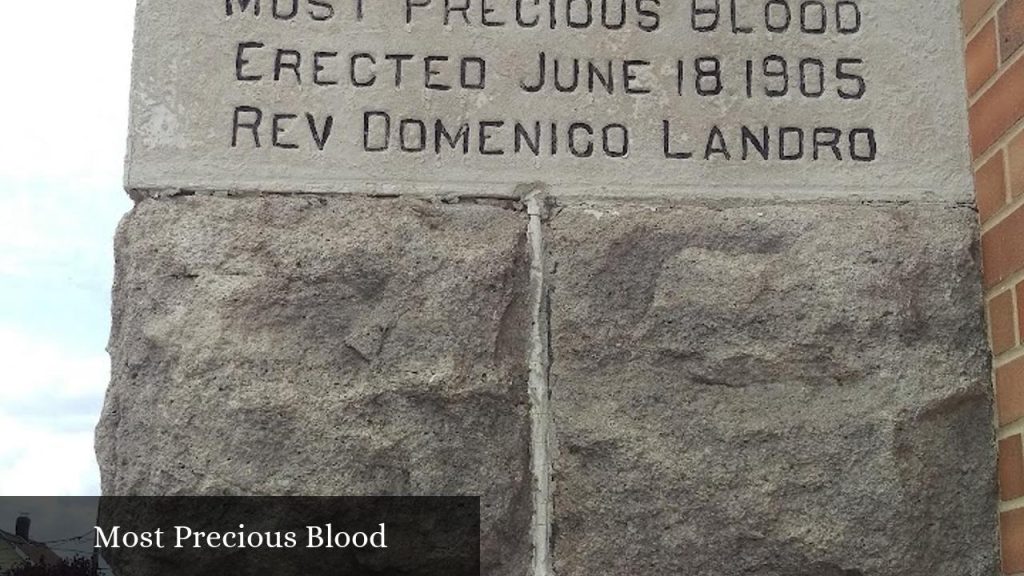 MOST PRECIOUS BLOOD
ERECTED JUNE 18 1905
REV DOMENICO LANDRO
Most Precious Blood